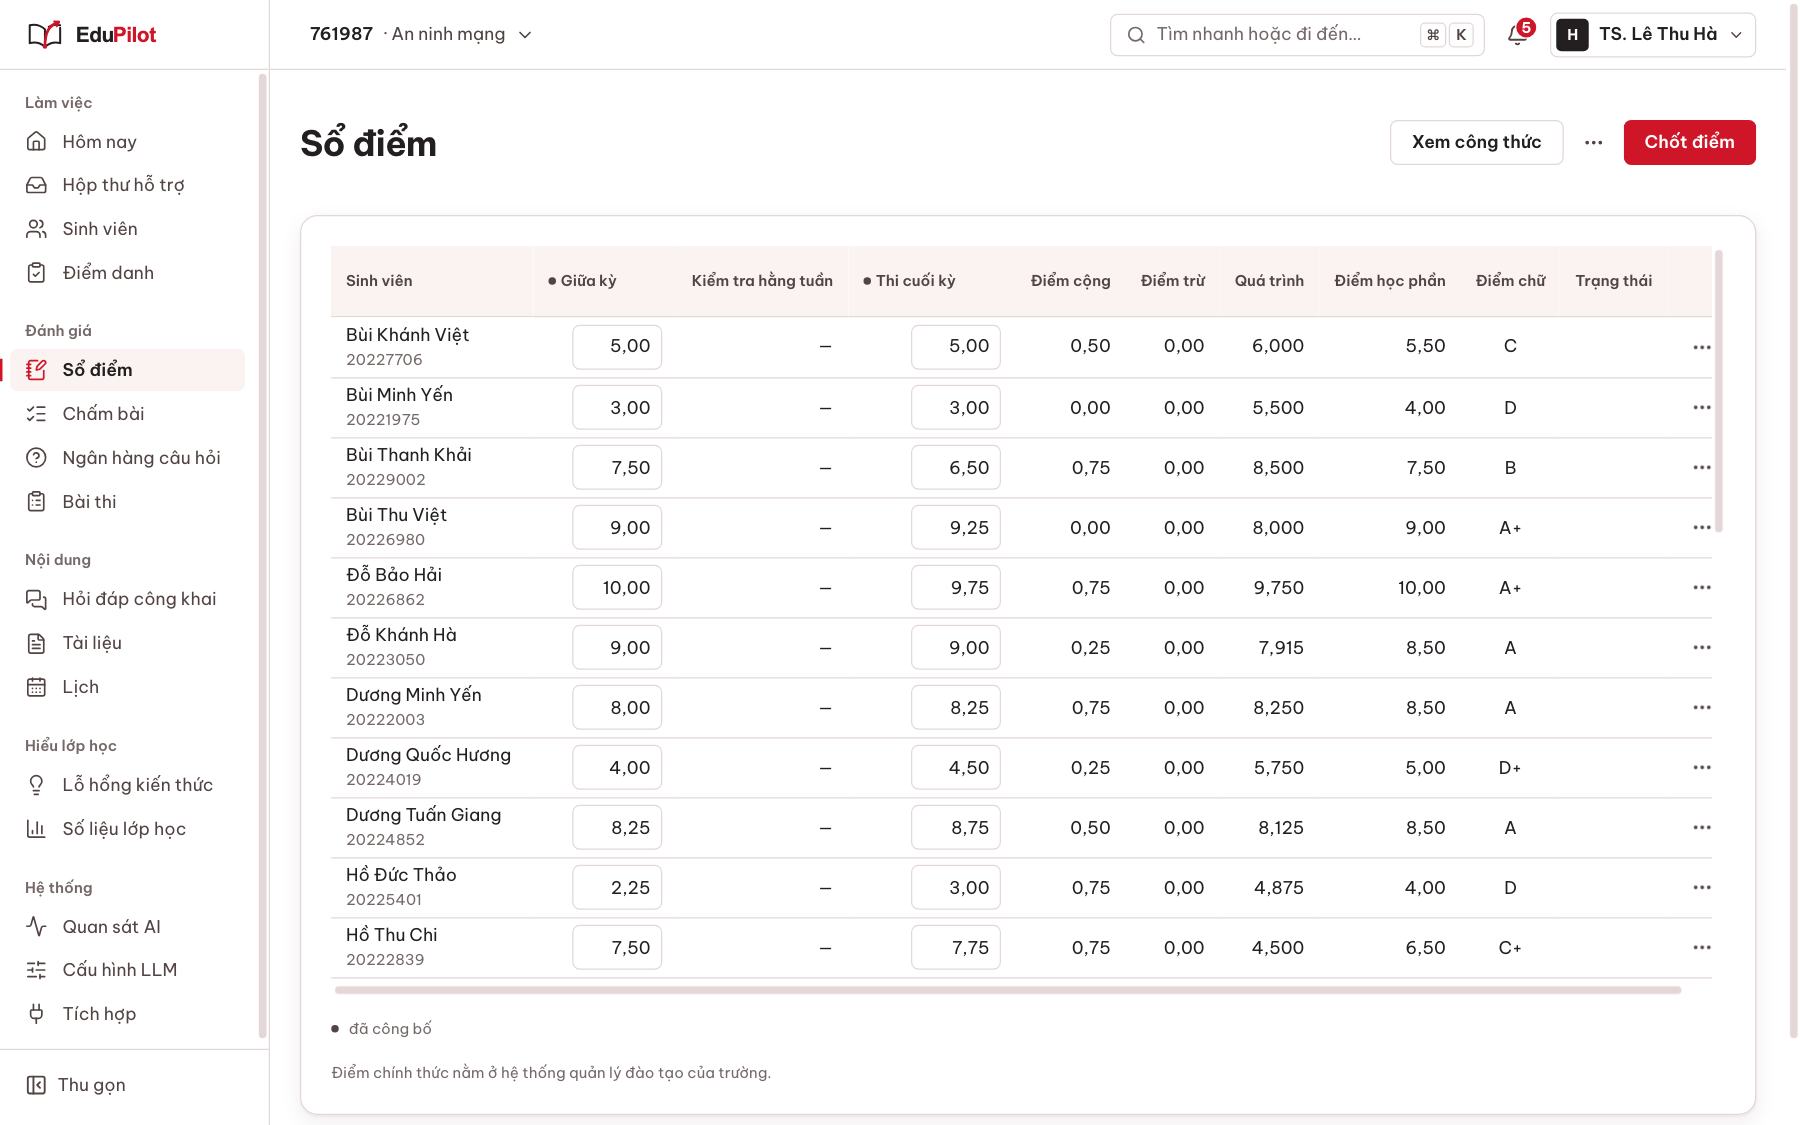 EduPilot
761987 · An ninh mạng
Tìm nhanh hoặc đi đến...
⌘ K
5
H
TS. Lê Thu Hà
Làm việc
Hôm nay
Hộp thư hỗ trợ
Sinh viên
Điểm danh
Đánh giá
Sổ điểm
Chấm bài
Ngân hàng câu hỏi
Bài thi
Nội dung
Hỏi đáp công khai
Tài liệu
Lịch
Hiểu lớp học
Lỗ hổng kiến thức
Số liệu lớp học
Hệ thống
Quan sát AI
Cấu hình LLM
Tích hợp
Thu gọn
Sổ điểm
Xem công thức
Chốt điểm
Sinh viên Giữa kỳ Kiểm tra hằng tuần Thi cuối kỳ Điểm cộng Điểm trừ Quá trình Điểm học phần Điểm chữ Trạng thái
Bùi Khánh Việt 5,00 — 5,00 0,50 0,00 6,000 5,50 C
20227706
Bùi Minh Yến 3,00 — 3,00 0,00 0,00 5,500 4,00 D
20221975
Bùi Thanh Khải 7,50 — 6,50 0,75 0,00 8,500 7,50 B
20229002
Bùi Thu Việt 9,00 — 9,25 0,00 0,00 8,000 9,00 A+
20226980
Đỗ Bảo Hải 10,00 — 9,75 0,75 0,00 9,750 10,00 A+
20226862
Đỗ Khánh Hà 9,00 — 9,00 0,25 0,00 7,915 8,50 A
20223050
Dương Minh Yến 8,00 — 8,25 0,75 0,00 8,250 8,50 A
20222003
Dương Quốc Hương 4,00 — 4,50 0,25 0,00 5,750 5,00 D+
20224019
Dương Tuấn Giang 8,25 — 8,75 0,50 0,00 8,125 8,50 A
20224852
Hồ Đức Thảo 2,25 — 3,00 0,75 0,00 4,875 4,00 D
20225401
Hồ Thu Chi 7,50 — 7,75 0,75 0,00 4,500 6,50 C+
20222839
đã công bố
Điểm chính thức nằm ở hệ thống quản lý đào tạo của trường.